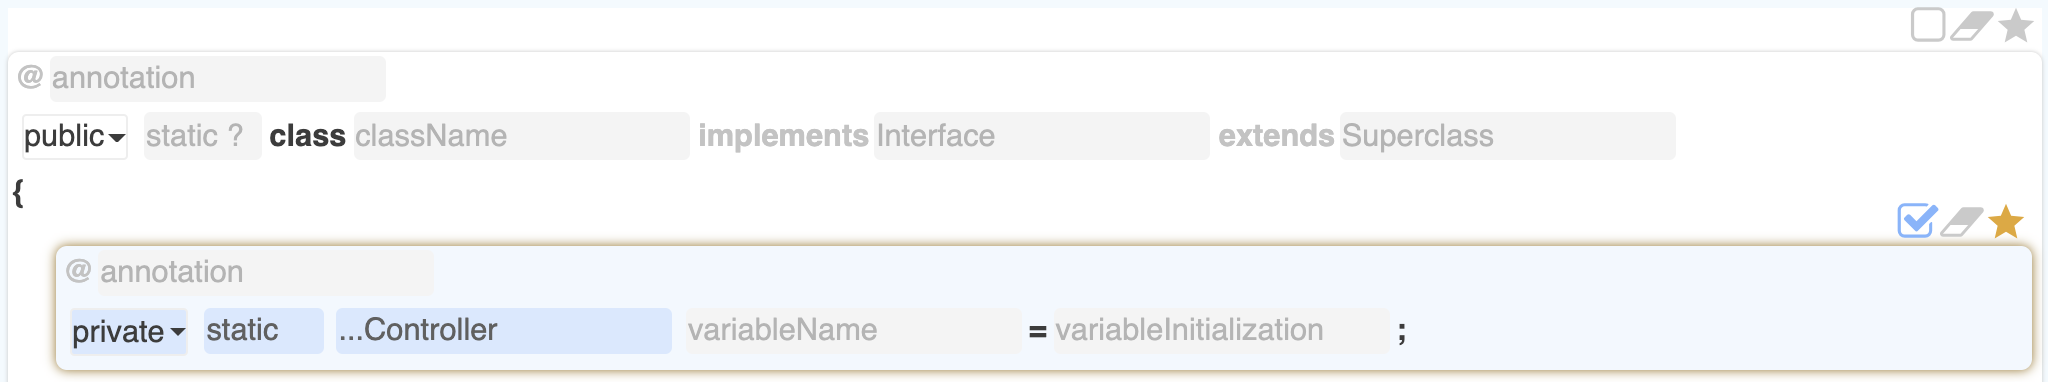 @ annotation
public static ? class className implements Interface extends Superclass
{
@ annotation
private static ...Controller variableName = variableInitialization ;